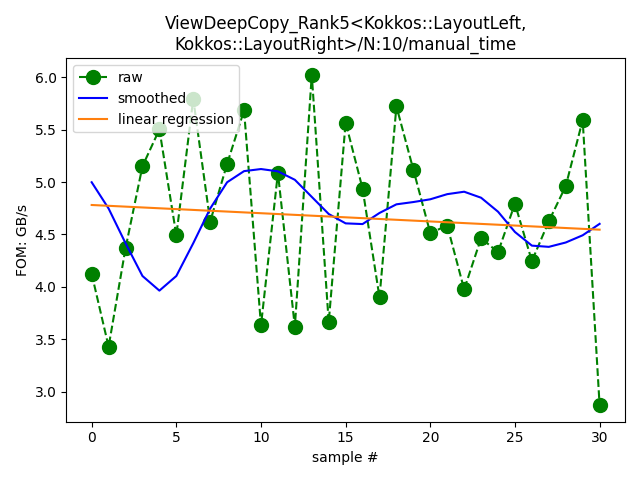 ViewDeepCopy_Rank5<Kokkos::LayoutLeft,
Kokkos::LayoutRight>/N:10/manual_time
raw
smoothed
linear regression
FOM: GB/s
6.0
5.5
5.0
4.5
4.0
3.5
3.0
0 5 10 15 20 25 30
sample #